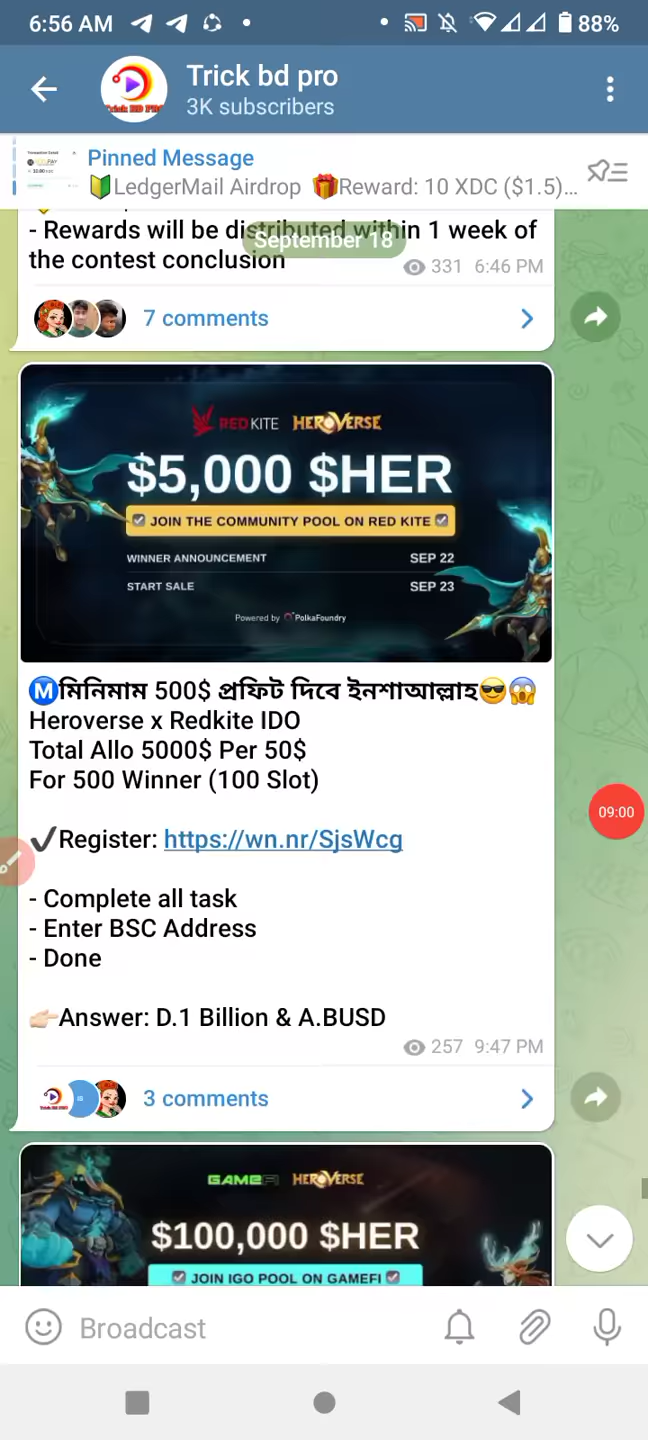 6:56 AM
88%
Trick bd pro
3K subscribers
Pinned Message
🔰LedgerMail Airdrop 🎁Reward: 10 XDC ($1.5)...
- Rewards will be distributed within 1 week of
September 18
the contest conclusion
331 6:46 PM
7 comments
REDKITE HEROVERSE
$5,000 $HER
☑ JOIN THE COMMUNITY POOL ON RED KITE ☑
WINNER ANNOUNCEMENT SEP 22
START SALE SEP 23
Powered by PolkaFoundry
Ⓜ️মিনিমাম 500$ প্রফিট দিবে ইনশাআল্লাহ😎😱
Heroverse x Redkite IDO
Total Allo 5000$ Per 50$
For 500 Winner (100 Slot)
09:00
✔️Register: https://wn.nr/SjsWcg
- Complete all task
- Enter BSC Address
- Done
👉🏻Answer: D.1 Billion & A.BUSD
257 9:47 PM
3 comments
GAMEFI HEROVERSE
$100,000 $HER
☑ JOIN IGO POOL ON GAMEFI ☑
Broadcast